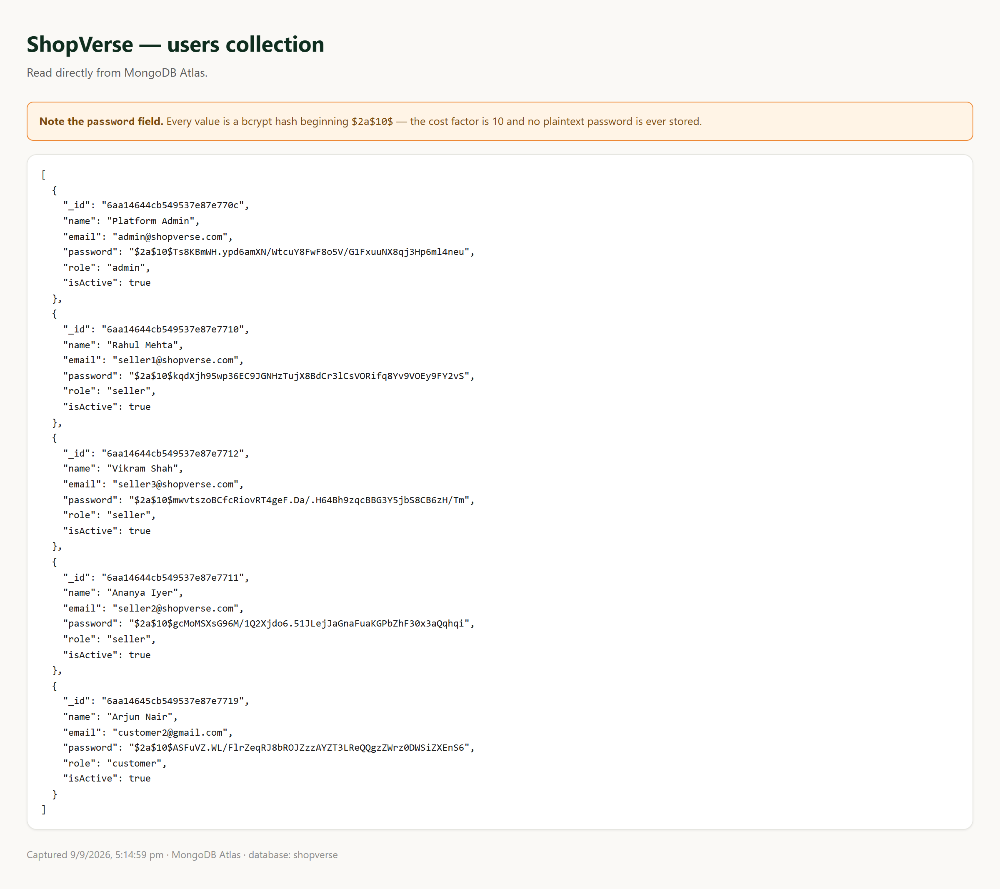 ShopVerse — users collection
Read directly from MongoDB Atlas.
Note the password field. Every value is a bcrypt hash beginning $2a$10$ — the cost factor is 10 and no plaintext password is ever stored.
[
  {
    "_id": "6aa14644cb549537e87e770c",
    "name": "Platform Admin",
    "email": "admin@shopverse.com",
    "password": "$2a$10$Ts8KBmWH.ypd6amXN/WtcuY8FwF8o5V/G1FxuuNX8qj3Hp6ml4neu",
    "role": "admin",
    "isActive": true
  },
  {
    "_id": "6aa14644cb549537e87e7710",
    "name": "Rahul Mehta",
    "email": "seller1@shopverse.com",
    "password": "$2a$10$kqdXjh95wp36EC9JGNHzTujX8BdCr3lCsVORifq8Yv9VOEy9FY2vS",
    "role": "seller",
    "isActive": true
  },
  {
    "_id": "6aa14644cb549537e87e7712",
    "name": "Vikram Shah",
    "email": "seller3@shopverse.com",
    "password": "$2a$10$mwvtszoBCfcRiovRT4geF.Da/.H64Bh9zqcBBG3Y5jbS8CB6zH/Tm",
    "role": "seller",
    "isActive": true
  },
  {
    "_id": "6aa14644cb549537e87e7711",
    "name": "Ananya Iyer",
    "email": "seller2@shopverse.com",
    "password": "$2a$10$gcMoMSXsG96M/1Q2Xjdo6.51JLejJaGnaFuaKGPbZhF30x3aQqhqi",
    "role": "seller",
    "isActive": true
  },
  {
    "_id": "6aa14645cb549537e87e7719",
    "name": "Arjun Nair",
    "email": "customer2@gmail.com",
    "password": "$2a$10$ASFuVZ.WL/FlrZeqRJ8bROJZzzAYZT3LReQQgzZWrz0DWSiZXEnS6",
    "role": "customer",
    "isActive": true
  }
]
Captured 9/9/2026, 5:14:59 pm · MongoDB Atlas · database: shopverse